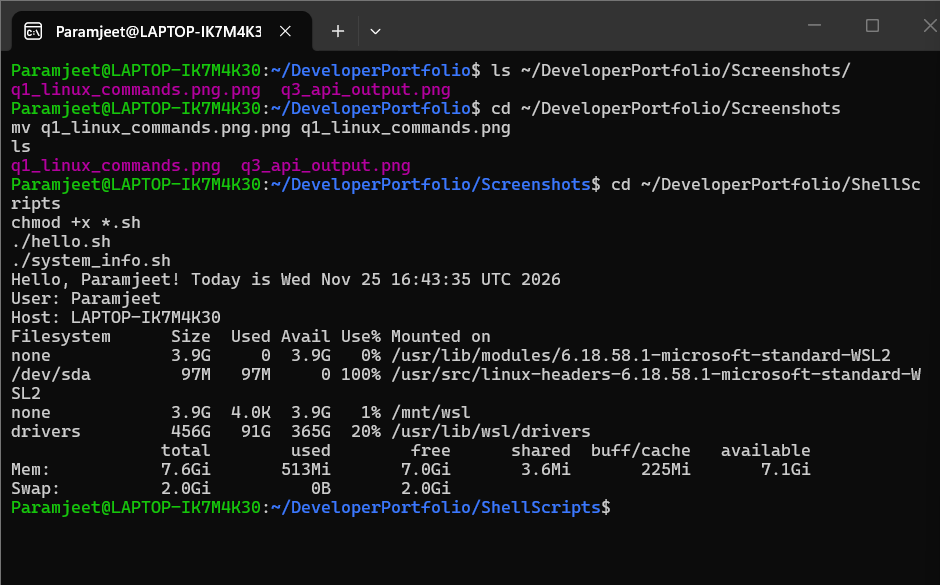 Paramjeet@LAPTOP-IK7M4K3
Paramjeet@LAPTOP-IK7M4K30:~/DeveloperPortfolio$ ls ~/DeveloperPortfolio/Screenshots/
q1_linux_commands.png.png  q3_api_output.png
Paramjeet@LAPTOP-IK7M4K30:~/DeveloperPortfolio$ cd ~/DeveloperPortfolio/Screenshots
mv q1_linux_commands.png.png q1_linux_commands.png
ls
q1_linux_commands.png  q3_api_output.png
Paramjeet@LAPTOP-IK7M4K30:~/DeveloperPortfolio/Screenshots$ cd ~/DeveloperPortfolio/ShellSc
ripts
chmod +x *.sh
./hello.sh
./system_info.sh
Hello, Paramjeet! Today is Wed Nov 25 16:43:35 UTC 2026
User: Paramjeet
Host: LAPTOP-IK7M4K30
Filesystem      Size  Used Avail Use% Mounted on
none            3.9G     0  3.9G   0% /usr/lib/modules/6.18.58.1-microsoft-standard-WSL2
/dev/sda         97M   97M     0 100% /usr/src/linux-headers-6.18.58.1-microsoft-standard-W
SL2
none            3.9G  4.0K  3.9G   1% /mnt/wsl
drivers         456G   91G  365G  20% /usr/lib/wsl/drivers
               total        used        free      shared  buff/cache   available
Mem:           7.6Gi       513Mi       7.0Gi       3.6Mi       225Mi       7.1Gi
Swap:          2.0Gi          0B       2.0Gi
Paramjeet@LAPTOP-IK7M4K30:~/DeveloperPortfolio/ShellScripts$